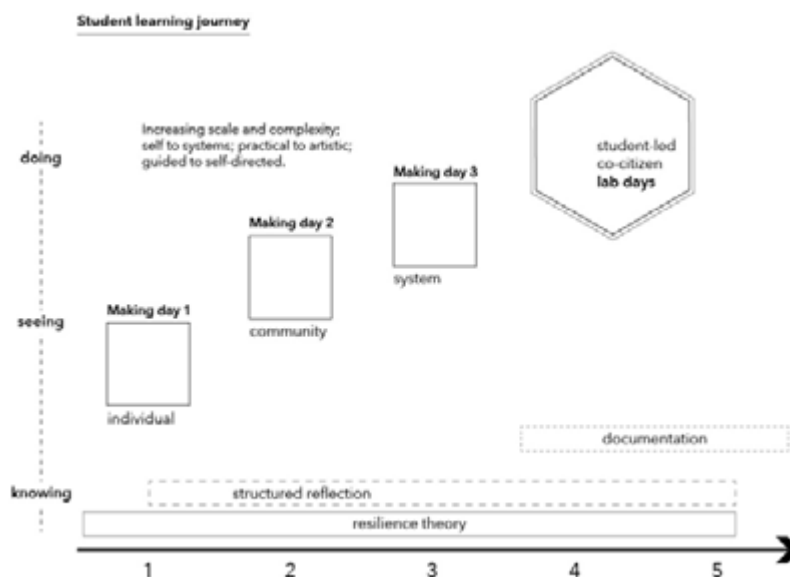 Student learning journey
Increasing scale and complexity;
self to systems; practical to artistic;
guided to self-directed.
doing
seeing
knowing
Making day 1
individual
Making day 2
community
Making day 3
system
student-led
co-citizen
lab days
documentation
structured reflection
resilience theory
1 2 3 4 5